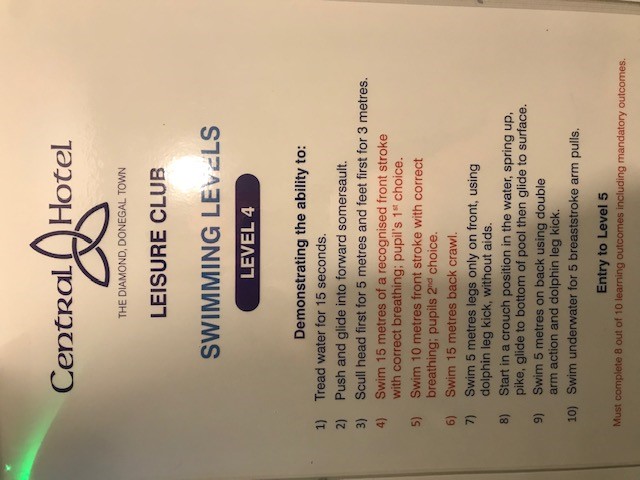 Central Hotel
THE DIAMOND, DONEGAL TOWN
LEISURE CLUB
SWIMMING LEVELS
LEVEL 4
Demonstrating the ability to:
1) Tread water for 15 seconds.
2) Push and glide into forward somersault.
3) Scull head first for 5 metres and feet first for 3 metres.
4) Swim 15 metres of a recognised front stroke
with correct breathing; pupil's 1st choice.
5) Swim 10 metres front stroke with correct
breathing; pupils 2nd choice.
6) Swim 15 metres back crawl.
7) Swim 5 metres legs only on front, using
dolphin leg kick, without aids.
8) Start in a crouch position in the water, spring up,
pike, glide to bottom of pool then glide to surface.
9) Swim 5 metres on back using double
arm action and dolphin leg kick.
10) Swim underwater for 5 breaststroke arm pulls.
Entry to Level 5
Must complete 8 out of 10 learning outcomes including mandatory outcomes.